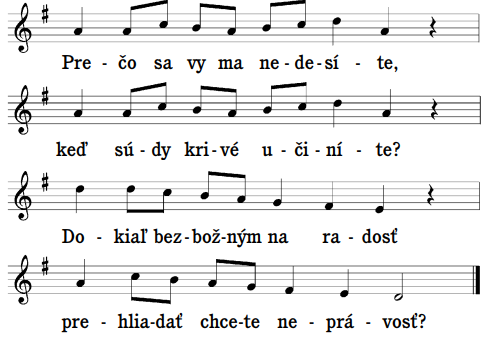 Pre - čo sa vy ma ne - de - sí - te,
keď sú - dy kri - vé u - či - ní - te?
Do - kiaľ bez - bož - ným na ra - dosť
pre - hlia - dať chce - te ne - prá - vosť?